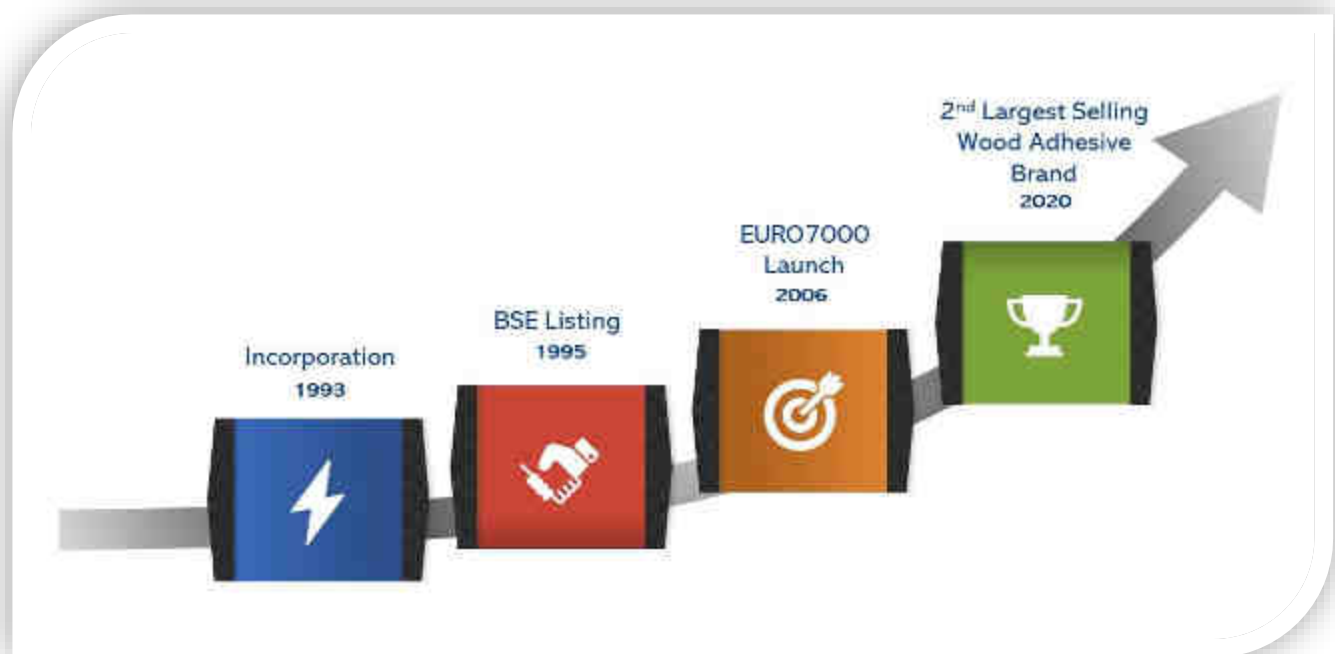 Incorporation
1993
BSE Listing
1995
EURO7000
Launch
2006
2nd Largest Selling
Wood Adhesive
Brand
2020